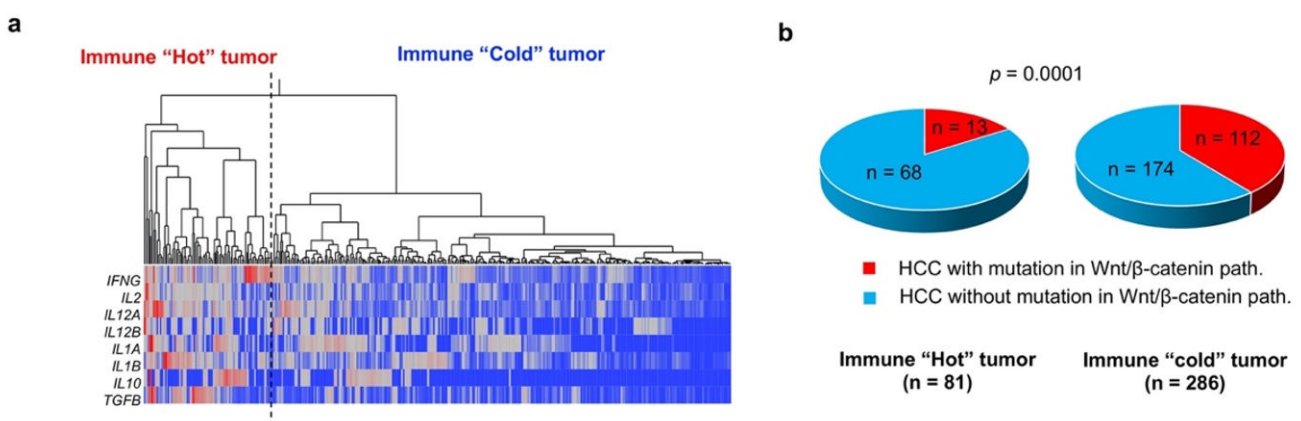 a
Immune “Hot” tumor
Immune “Cold” tumor
IFNG
IL2
IL12A
IL12B
IL1A
IL1B
IL10
TGFB
b
p = 0.0001
n = 13
n = 68
n = 112
n = 174
HCC with mutation in Wnt/β-catenin path.
HCC without mutation in Wnt/β-catenin path.
Immune “Hot” tumor
(n = 81)
Immune “cold” tumor
(n = 286)